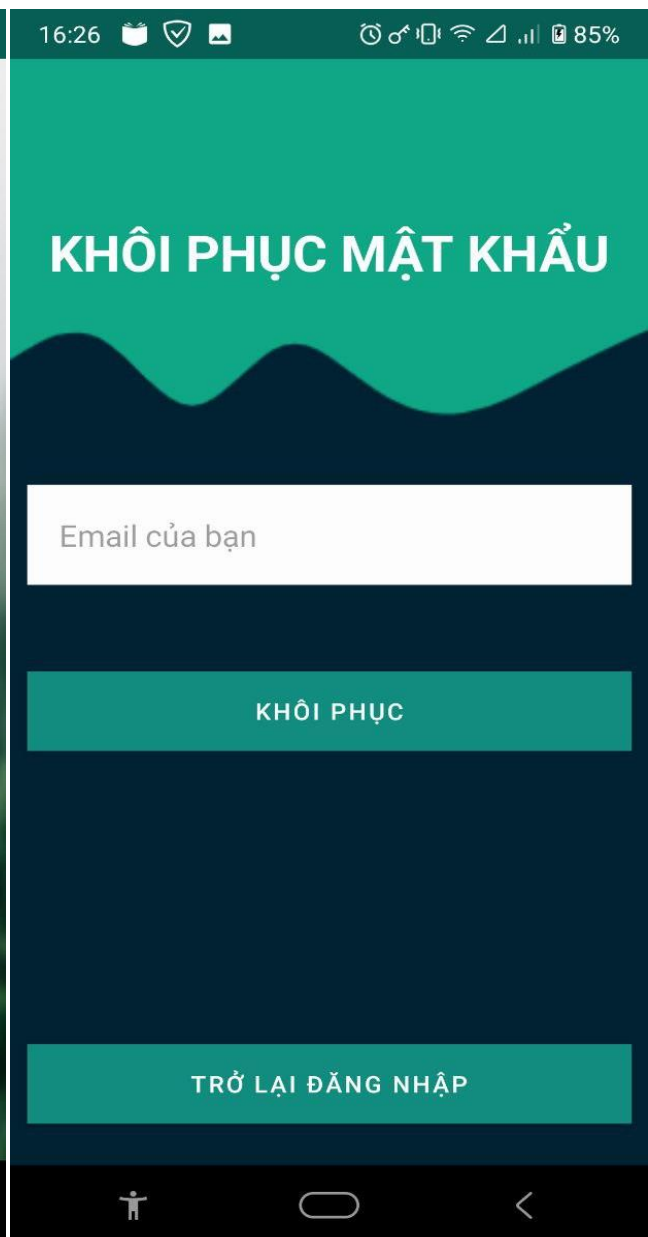 16:26
85%
KHÔI PHỤC MẬT KHẨU
Email của bạn
KHÔI PHỤC
TRỞ LẠI ĐĂNG NHẬP